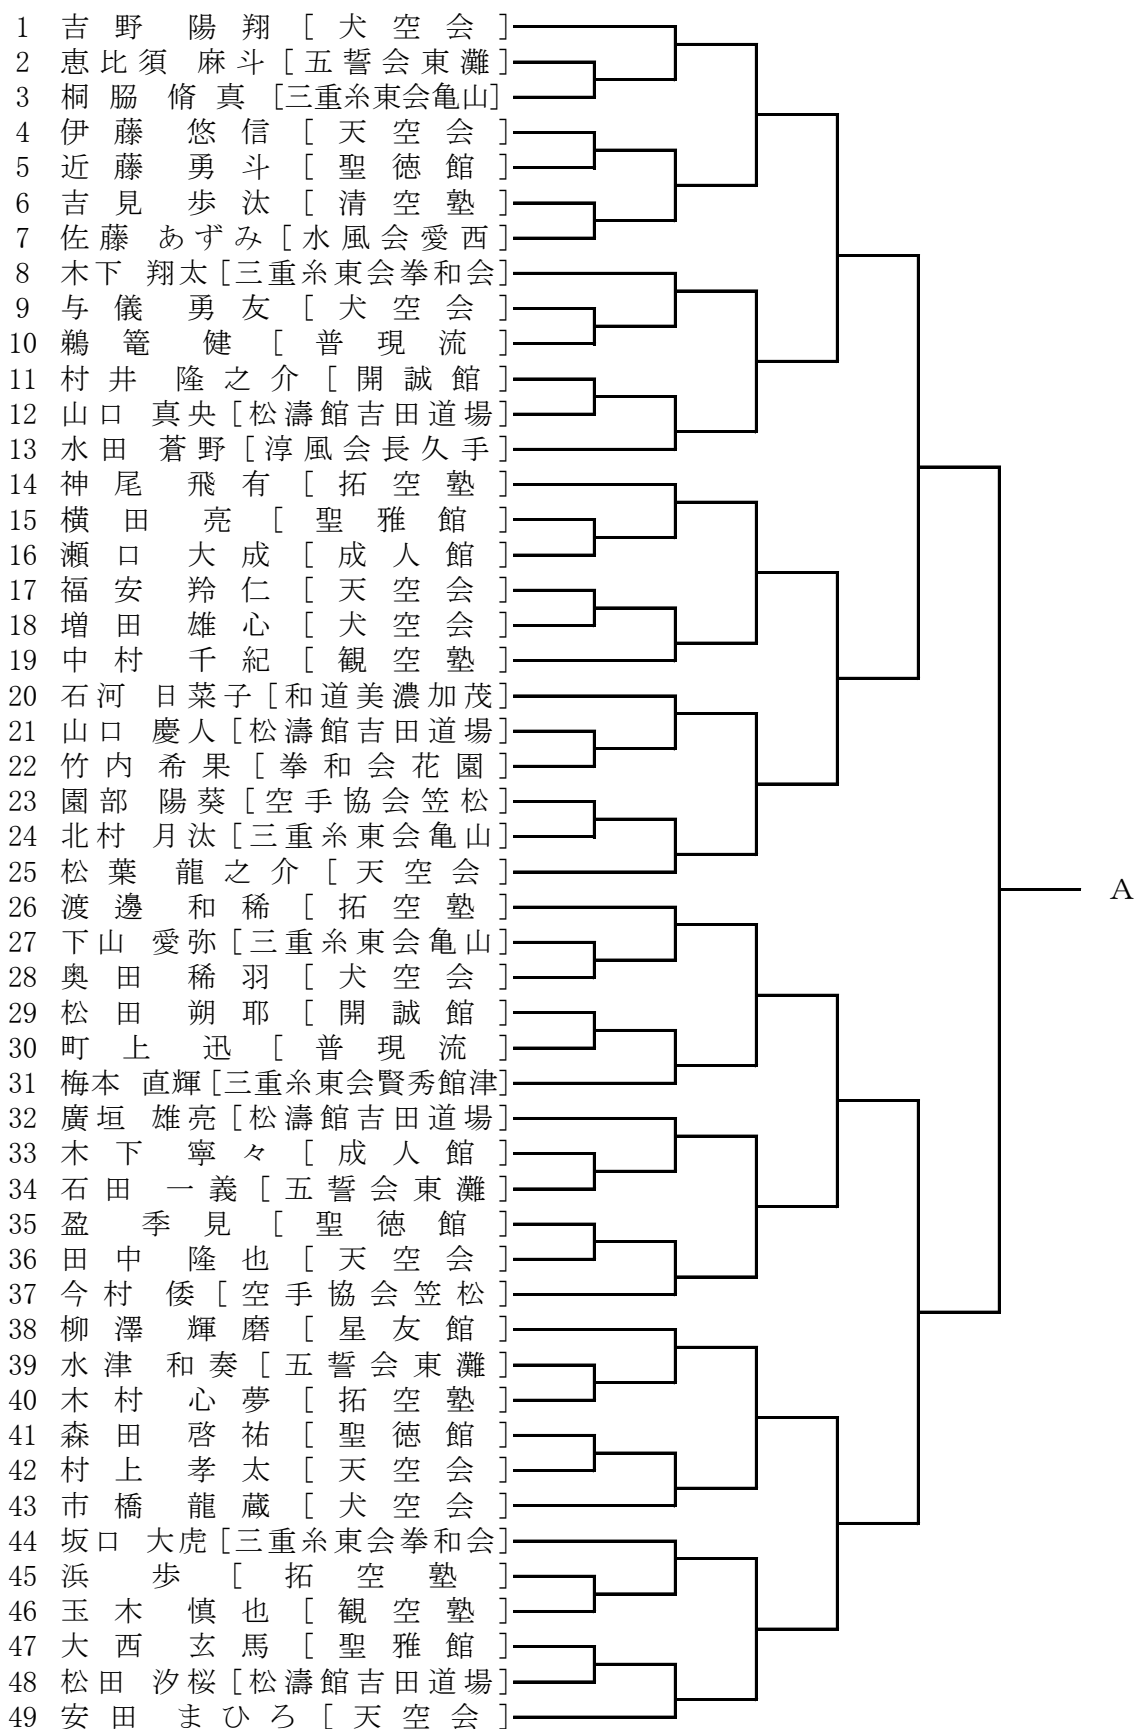 1 吉野 陽翔 [犬空会]
2 恵比須 麻斗 [五誓会東灘]
3 桐脇 脩真 [三重糸東会亀山]
4 伊藤 悠信 [天空会]
5 近藤 勇斗 [聖徳館]
6 吉見 歩汰 [清空塾]
7 佐藤 あずみ [水風会愛西]
8 木下 翔太 [三重糸東会拳和会]
9 与儀 勇友 [犬空会]
10 鵜篭 健 [普現流]
11 村井 隆之介 [開誠館]
12 山口 真央 [松濤館吉田道場]
13 水田 蒼野 [淳風会長久手]
14 神尾 飛有 [拓空塾]
15 横田 亮 [聖雅館]
16 瀬口 大成 [成人館]
17 福安 羚仁 [天空会]
18 増田 雄心 [犬空会]
19 中村 千紀 [観空塾]
20 石河 日菜子 [和道美濃加茂]
21 山口 慶人 [松濤館吉田道場]
22 竹内 希果 [拳和会花園]
23 園部 陽葵 [空手協会笠松]
24 北村 月汰 [三重糸東会亀山]
25 松葉 龍之介 [天空会]
26 渡邊 和稀 [拓空塾]
27 下山 愛弥 [三重糸東会亀山]
28 奥田 稀羽 [犬空会]
29 松田 朔耶 [開誠館]
30 町上 迅 [普現流]
31 梅本 直輝 [三重糸東会賢秀館津]
32 廣垣 雄亮 [松濤館吉田道場]
33 木下 寧々 [成人館]
34 石田 一義 [五誓会東灘]
35 盈 季見 [聖徳館]
36 田中 隆也 [天空会]
37 今村 倭 [空手協会笠松]
38 柳澤 輝磨 [星友館]
39 水津 和奏 [五誓会東灘]
40 木村 心夢 [拓空塾]
41 森田 啓祐 [聖徳館]
42 村上 孝太 [天空会]
43 市橋 龍蔵 [犬空会]
44 坂口 大虎 [三重糸東会拳和会]
45 浜 歩 [拓空塾]
46 玉木 慎也 [観空塾]
47 大西 玄馬 [聖雅館]
48 松田 汐桜 [松濤館吉田道場]
49 安田 まひろ [天空会]
A